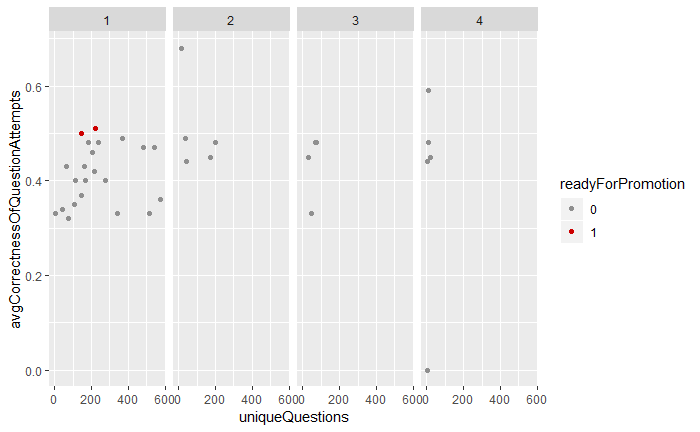 1 2 3 4
avgCorrectnessOfQuestionAttempts
0.6
0.4
0.2
0.0
0 200 400 600 0 200 400 600 0 200 400 600 0 200 400 600
uniqueQuestions
readyForPromotion
0
1